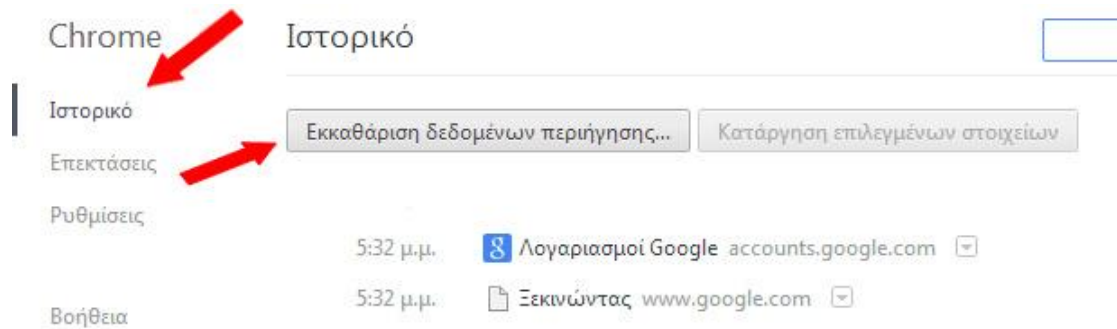 Chrome
Ιστορικό
Ιστορικό
Εκκαθάριση δεδομένων περιήγησης... Κατάργηση επιλεγμένων στοιχείων
Επεκτάσεις
Ρυθμίσεις
5:32 μ.μ. 8 Λογαριασμοί Google accounts.google.com
5:32 μ.μ. Ξεκινώντας www.google.com
Βοήθεια